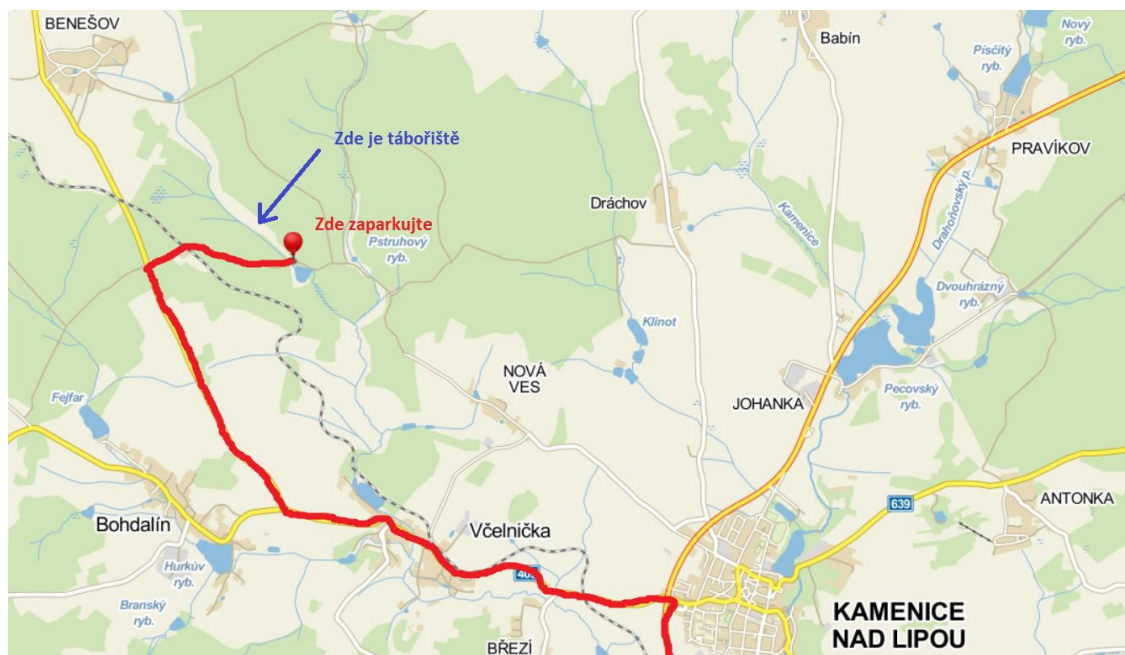 BENEŠOV
Babín
Nový
ryb.
Písčitý
ryb.
PRAVÍKOV
Zde je tábořiště
Dráchov
Kamenice
Drahoňovský p.
Zde zaparkujte
Pstruhový
ryb.
Dvouhrázný
ryb.
Klinot
NOVÁ
VES
Pecovský
ryb.
JOHANKA
Fejfar
ANTONKA
639
Bohdalín
Včelnička
Hurkův
ryb.
Branský
ryb.
BŘEZÍ
KAMENICE
NAD LIPOU